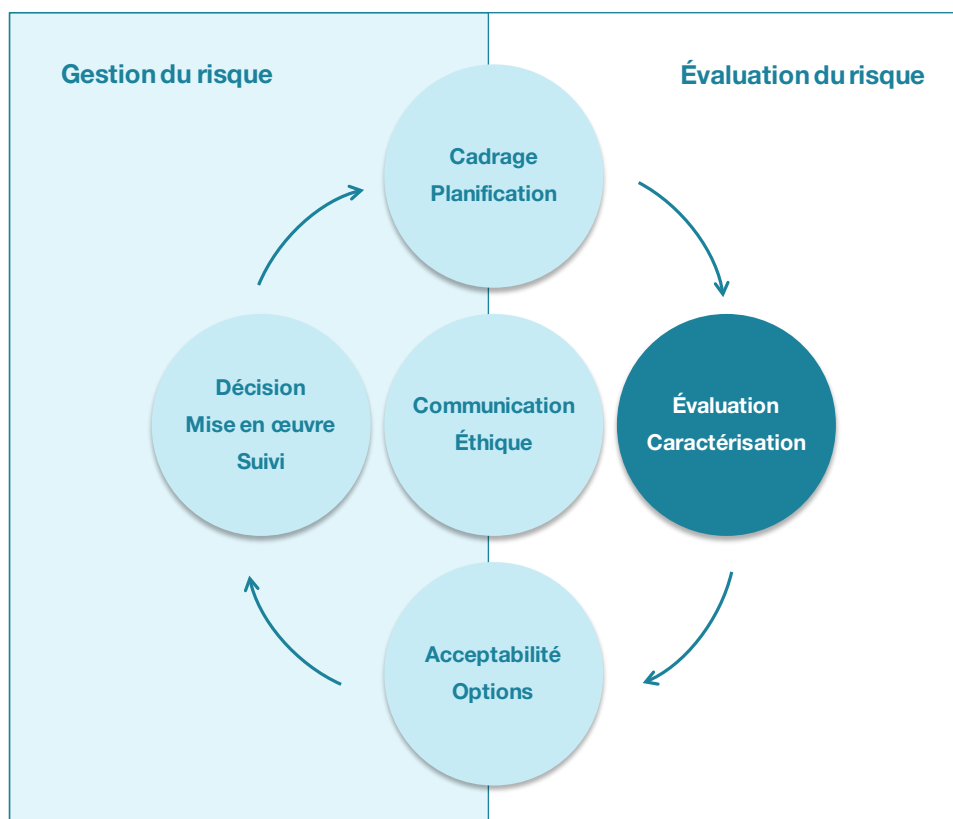 Gestion du risque
Évaluation du risque
Cadrage
Planification
Décision
Mise en œuvre
Suivi
Communication
Éthique
Évaluation
Caractérisation
Acceptabilité
Options